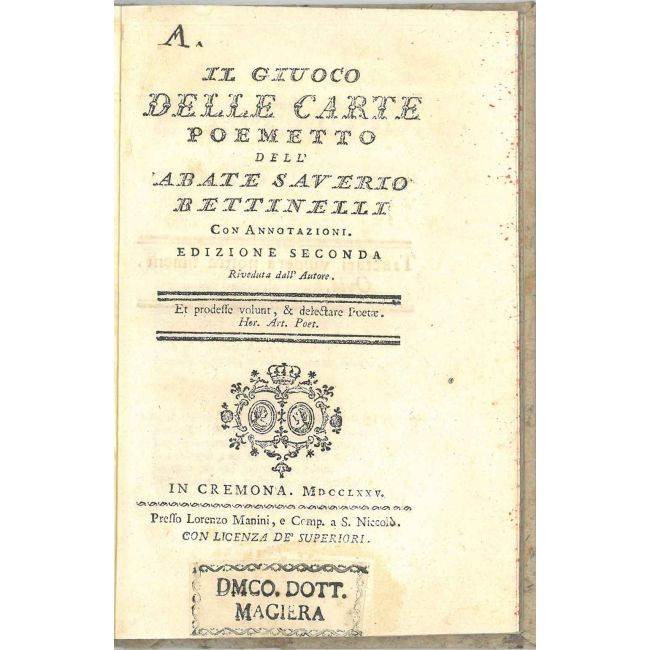 A.
IL GIUOCO
DELLE CARTE
POEMETTO
DELL'
ABATE SAVERIO
BETTINELLI
CON ANNOTAZIONI.
EDIZIONE SECONDA
Riveduta dall' Autore.
Et prodesse volunt, & delectare Poetæ.
Hor. Art. Poet.
IN CREMONA. MDCCLXXV.
Presso Lorenzo Manini, e Comp. a S. Niccolò.
CON LICENZA DE' SUPERIORI.
DMCO. DOTT.
MAGIERA